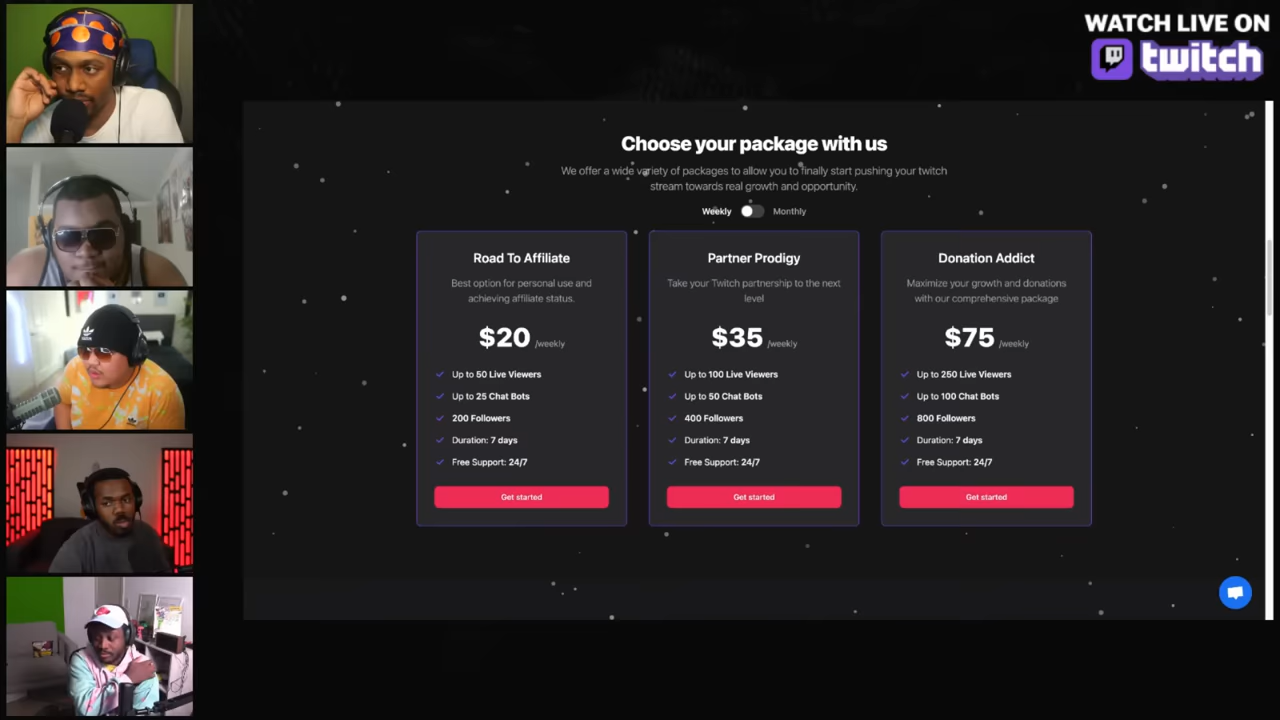 WATCH LIVE ON
twitch
Choose your package with us
We offer a wide variety of packages to allow you to finally start pushing your twitch
stream towards real growth and opportunity.
Weekly Monthly
Road To Affiliate
Best option for personal use and
achieving affiliate status.
$20 /weekly
Up to 50 Live Viewers
Up to 25 Chat Bots
200 Followers
Duration: 7 days
Free Support: 24/7
Get started
Partner Prodigy
Take your Twitch partnership to the next
level
$35 /weekly
Up to 100 Live Viewers
Up to 50 Chat Bots
400 Followers
Duration: 7 days
Free Support: 24/7
Get started
Donation Addict
Maximize your growth and donations
with our comprehensive package
$75 /weekly
Up to 250 Live Viewers
Up to 100 Chat Bots
800 Followers
Duration: 7 days
Free Support: 24/7
Get started